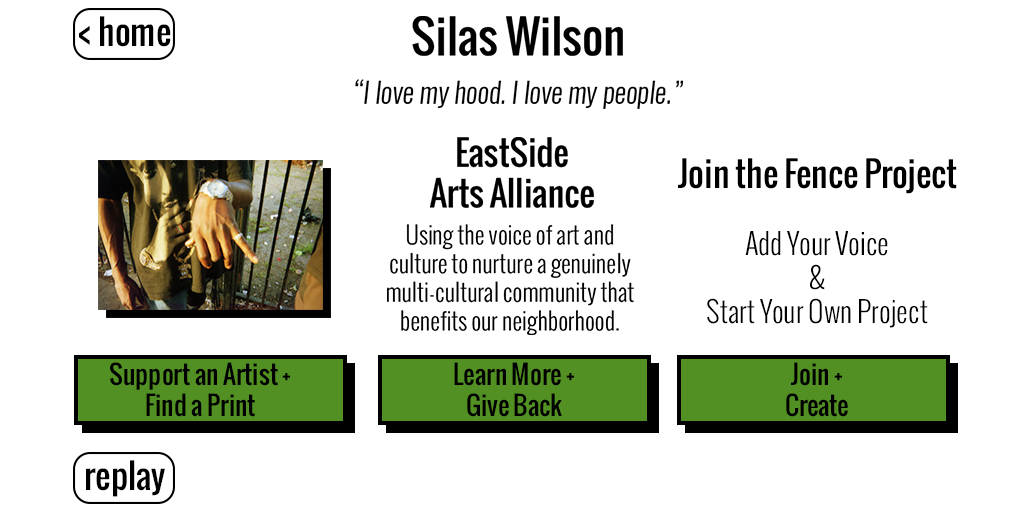 < home
Silas Wilson
“I love my hood. I love my people.”
EastSide
Arts Alliance
Using the voice of art and
culture to nurture a genuinely
multi-cultural community that
benefits our neighborhood.
Join the Fence Project
Add Your Voice
&
Start Your Own Project
Support an Artist +
Find a Print
Learn More +
Give Back
Join +
Create
replay